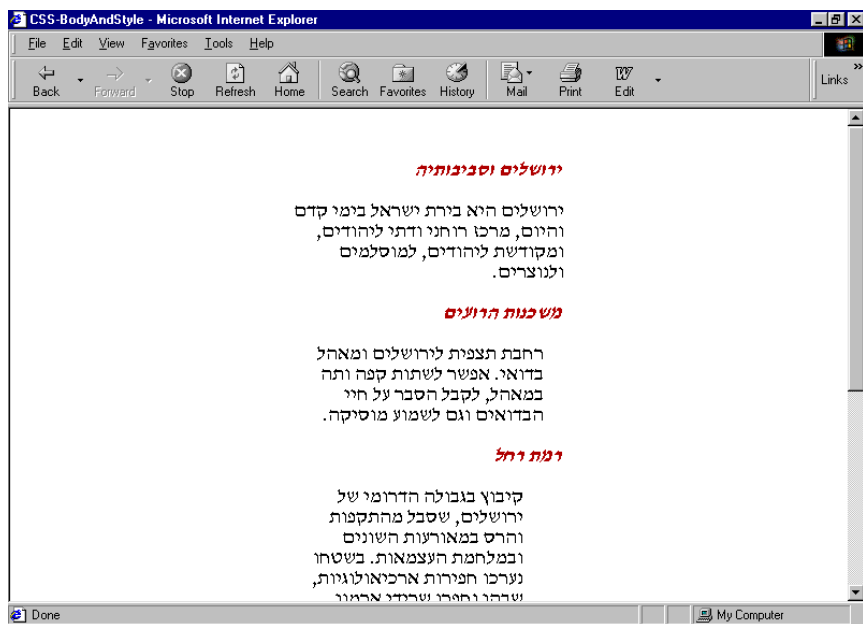 CSS-BodyAndStyle - Microsoft Internet Explorer
File Edit View Favorites Tools Help
Back Forward Stop Refresh Home Search Favorites History Mail Print Edit Links »
ירושלים וסביבותיה
ירושלים היא בירת ישראל בימי קדם
והיום, מרכז רוחני ודתי ליהודים,
ומקודשת ליהודים, למוסלמים
ולנוצרים.
משכנות הרועים
רחבת תצפית לירושלים ומאהל
בדואי. אפשר לשתות קפה ותה
במאהל, לקבל הסבר על חיי
הבדואים וגם לשמוע מוסיקה.
רמת רחל
קיבוץ בגבולה הדרומי של
ירושלים, שסבל מהתקפות
והרס במאורעות השונים
ובמלחמת העצמאות. בשטחו
נערכו חפירות ארכיאולוגיות,
Done My Computer